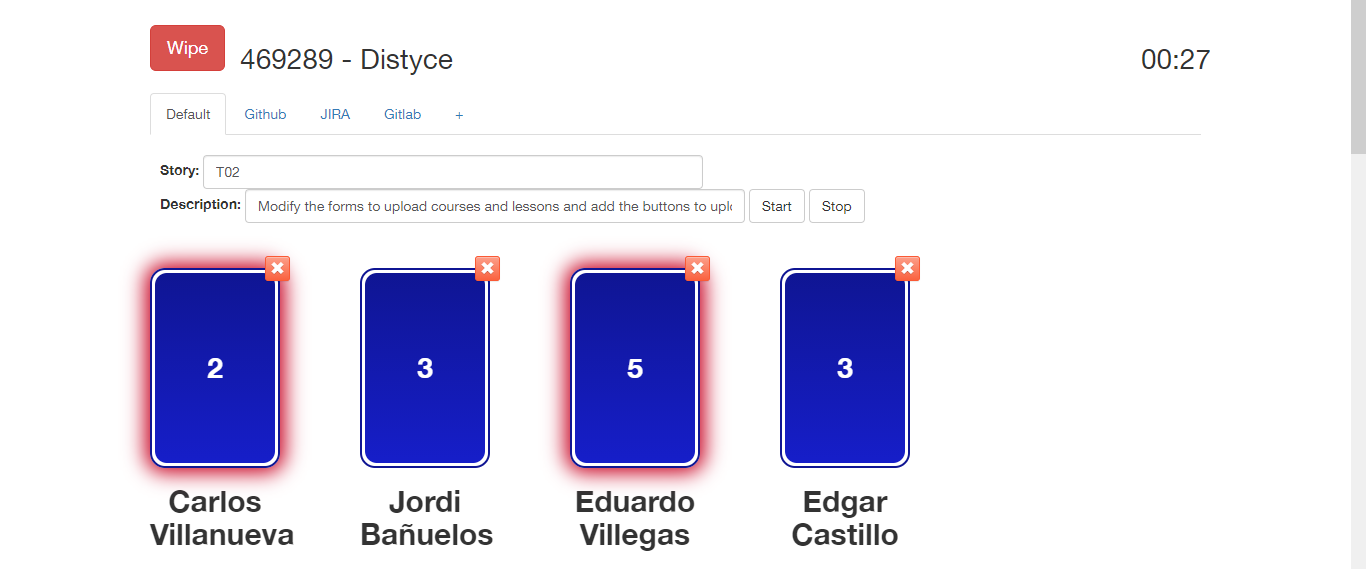 Wipe
469289 - Distyce
00:27
Default Github JIRA Gitlab +
Story: T02
Description: Modify the forms to upload courses and lessons and add the buttons to Start Stop
2 3 5 3
Carlos Jordi Eduardo Edgar
Villanueva Bañuelos Villegas Castillo